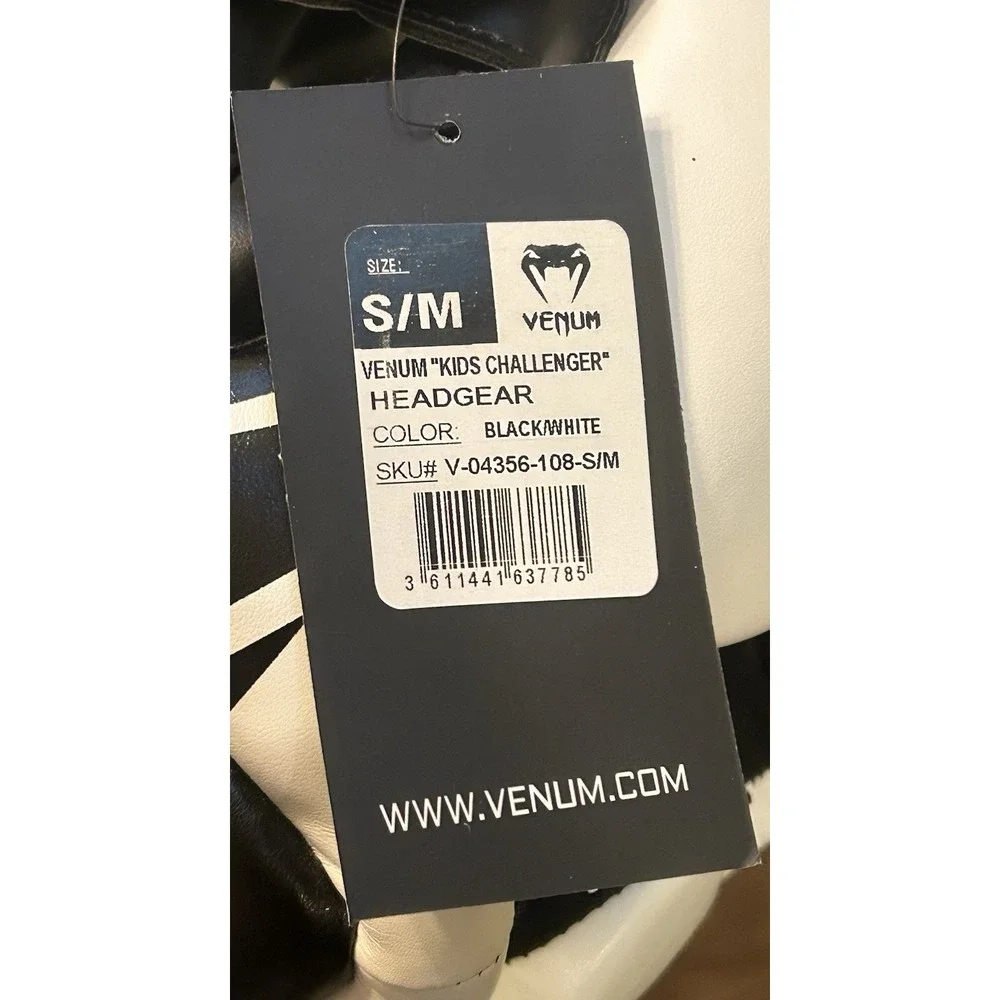 SIZE:
S/M
VENUM
VENUM "KIDS CHALLENGER"
HEADGEAR
COLOR: BLACK/WHITE
SKU# V-04356-108-S/M
3 611441 637785
WWW.VENUM.COM